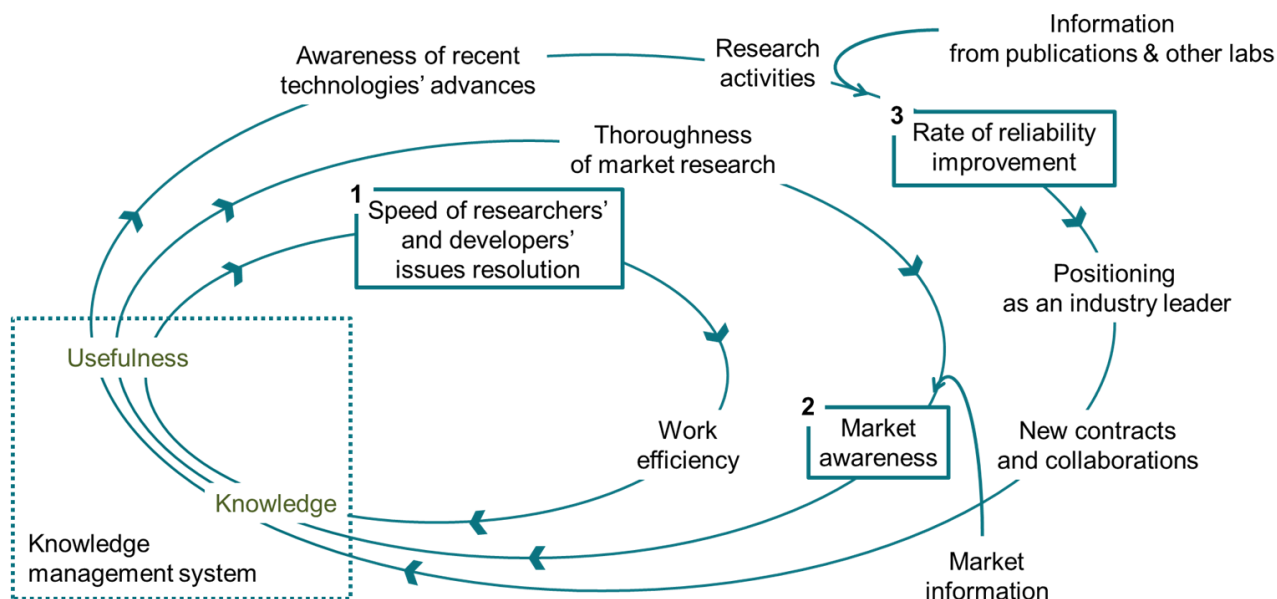 Information
from publications & other labs
Awareness of recent
technologies’ advances
Research
activities
3
Rate of reliability
improvement
Thoroughness
of market research
1
Speed of researchers’
and developers’
issues resolution
Positioning
as an industry leader
Usefulness
2
Market
awareness
Work
efficiency
New contracts
and collaborations
Knowledge
Knowledge
management system
Market
information